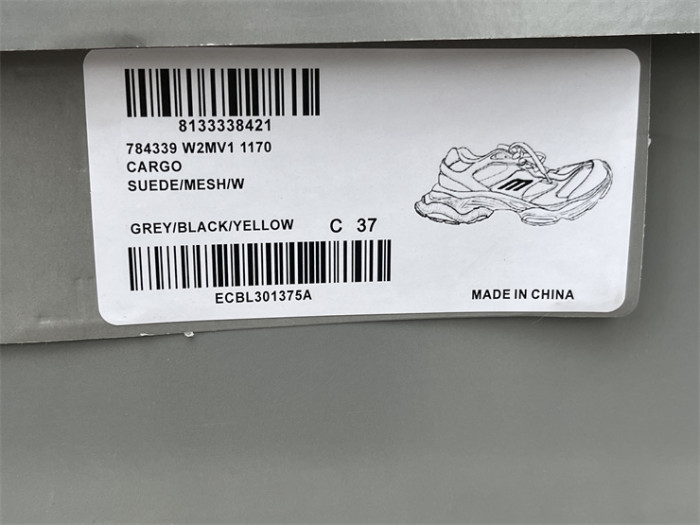 8133338421
784339 W2MV1 1170
CARGO
SUEDE/MESH/W
GREY/BLACK/YELLOW C 37
ECBL301375A
MADE IN CHINA